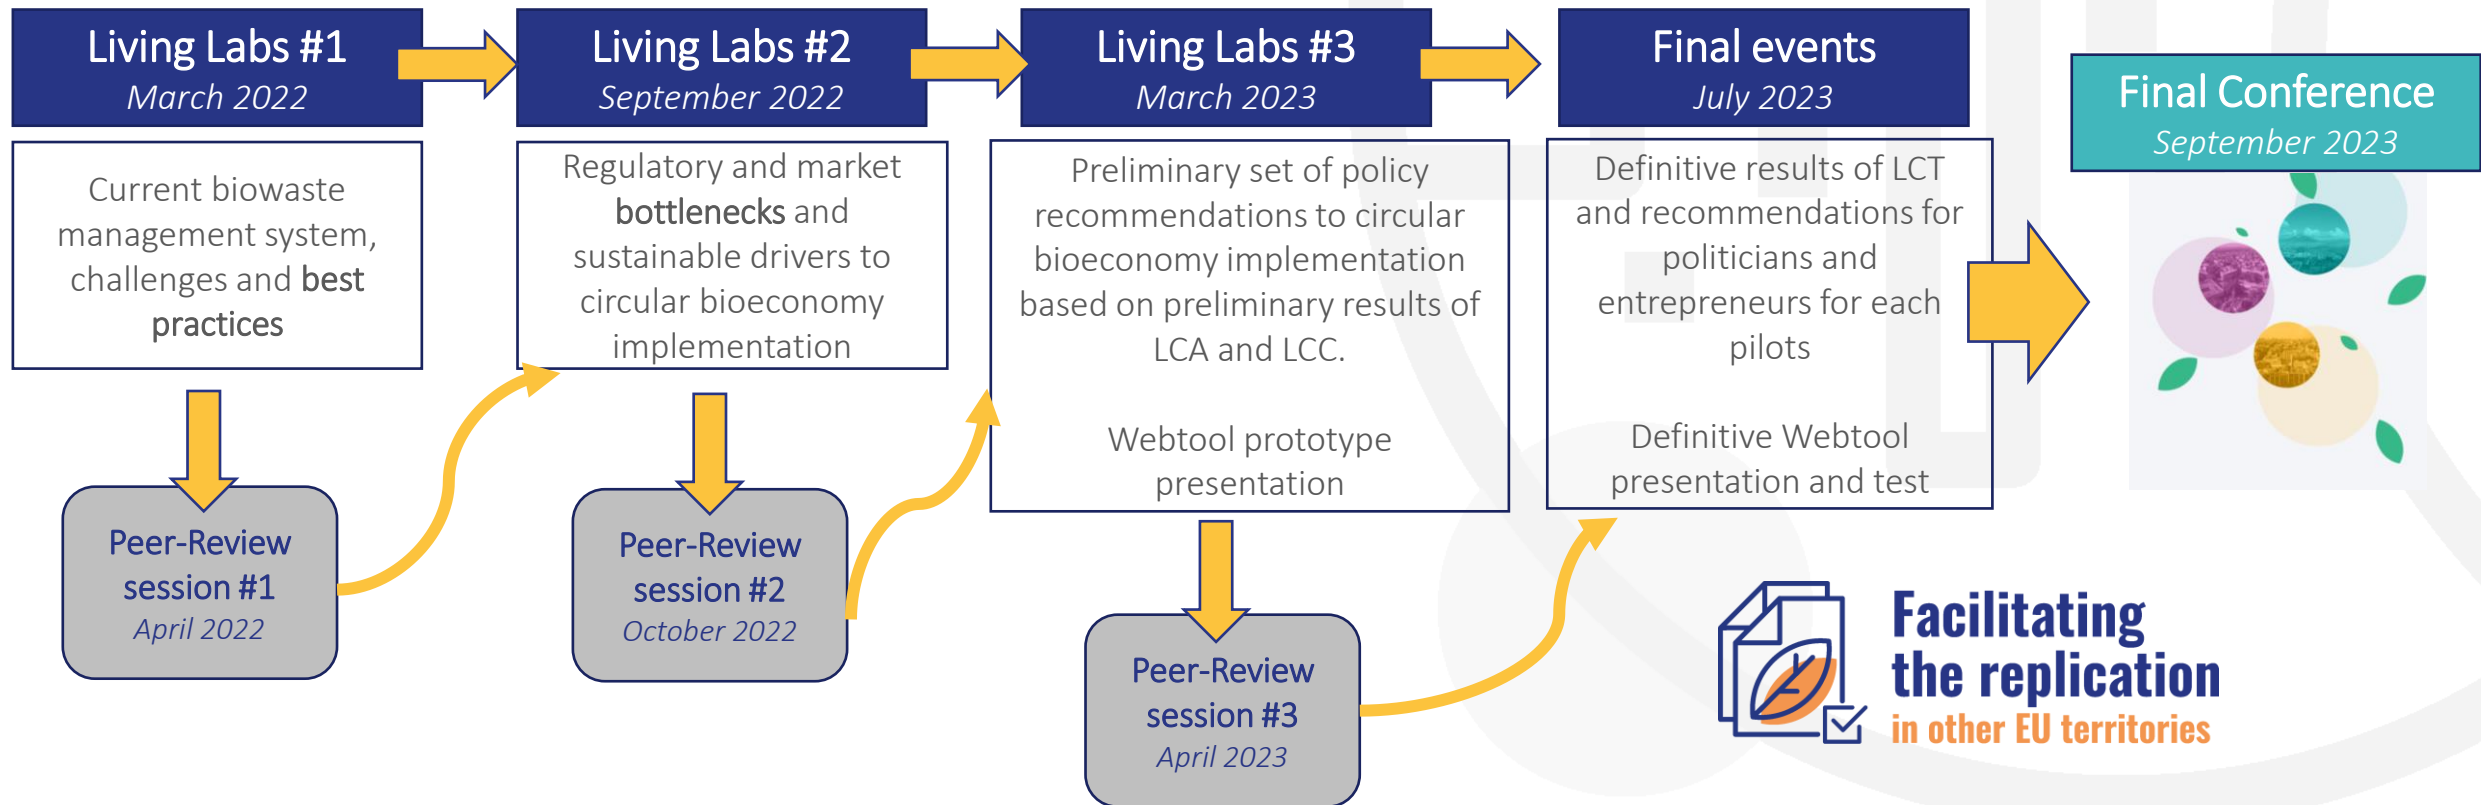 Living Labs #1
March 2022
Current biowaste
management system,
challenges and best
practices
Peer-Review
session #1
April 2022
Living Labs #2
September 2022
Regulatory and market
bottlenecks and
sustainable drivers to
circular bioeconomy
implementation
Peer-Review
session #2
October 2022
Living Labs #3
March 2023
Preliminary set of policy
recommendations to circular
bioeconomy implementation
based on preliminary results of
LCA and LCC.
Webtool prototype
presentation
Peer-Review
session #3
April 2023
Final events
July 2023
Definitive results of LCT
and recommendations for
politicians and
entrepreneurs for each
pilots
Definitive Webtool
presentation and test
Final Conference
September 2023
Facilitating
the replication
in other EU territories